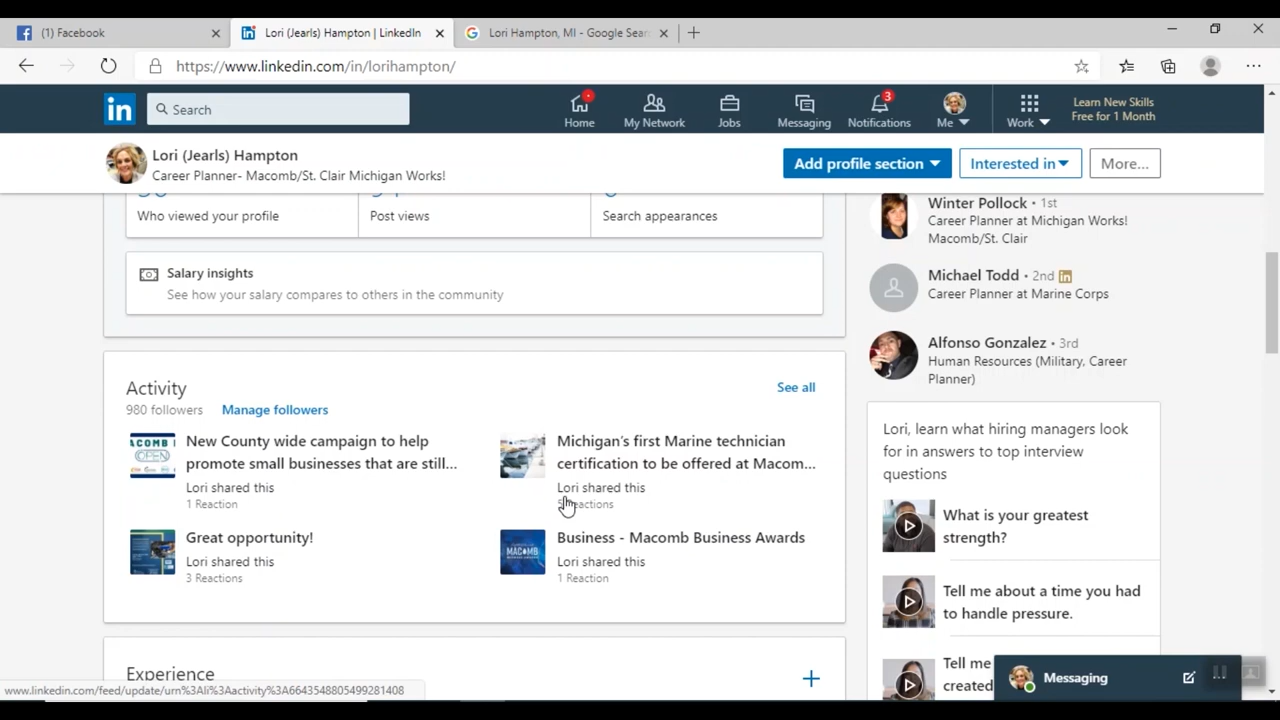 (1) Facebook
Lori (Jearls) Hampton | LinkedIn
Lori Hampton, MI - Google Sear
https://www.linkedin.com/in/lorihampton/
in
Search
Home
My Network
Jobs
Messaging
3
Notifications
Me
Work
Learn New Skills
Free for 1 Month
Lori (Jearls) Hampton
Career Planner- Macomb/St. Clair Michigan Works!
Add profile section
Interested in
More...
Who viewed your profile
Post views
Search appearances
Salary insights
See how your salary compares to others in the community
Activity
See all
980 followers
Manage followers
New County wide campaign to help
promote small businesses that are still...
Lori shared this
1 Reaction
Michigan's first Marine technician
certification to be offered at Macom...
Lori shared this
Reactions
Great opportunity!
Lori shared this
3 Reactions
MACOMB
Business - Macomb Business Awards
Lori shared this
1 Reaction
Experience
Winter Pollock • 1st
Career Planner at Michigan Works!
Macomb/St. Clair
Michael Todd • 2nd in
Career Planner at Marine Corps
Alfonso Gonzalez • 3rd
Human Resources (Military, Career
Planner)
Lori, learn what hiring managers look
for in answers to top interview
questions
What is your greatest
strength?
Tell me about a time you had
to handle pressure.
Tell me
created
Messaging
www.linkedin.com/feed/update/urn%3Ali%3Aactivity%3A6643548805499281408